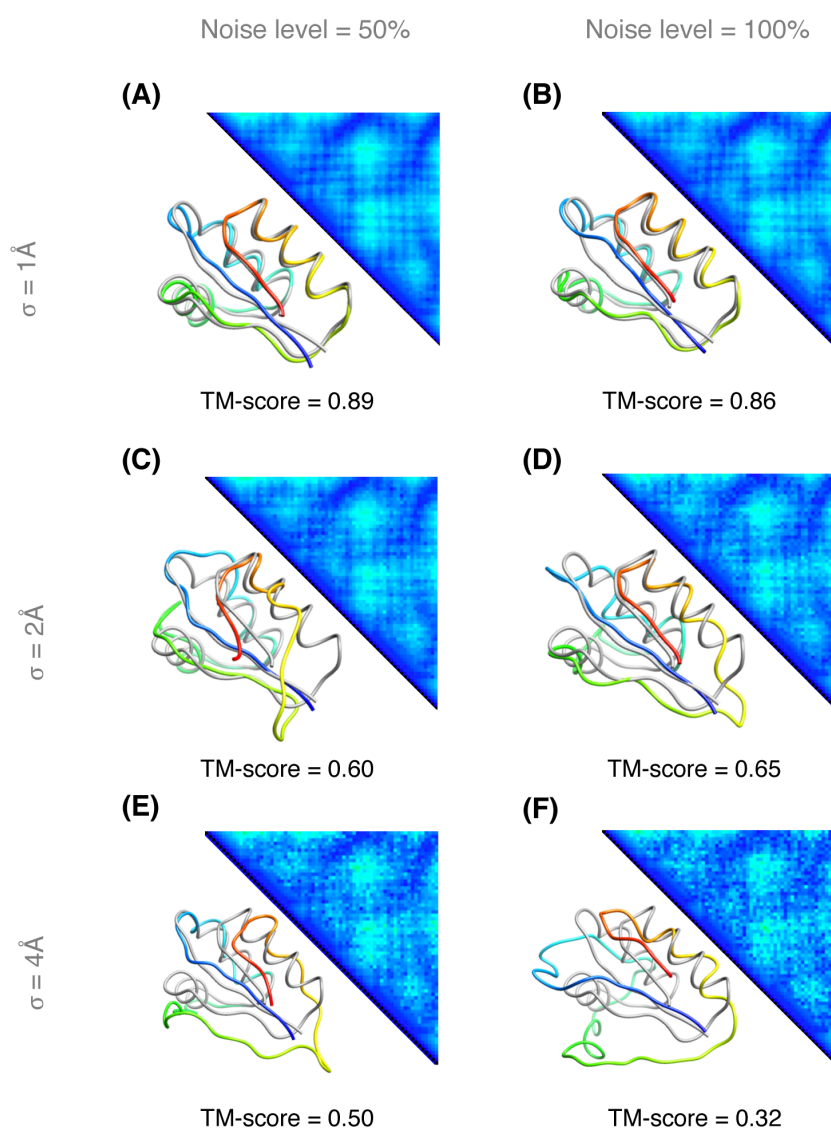 Noise level = 50%
Noise level = 100%
(A)
(B)
σ = 1Å
TM-score = 0.89
TM-score = 0.86
(C)
(D)
σ = 2Å
TM-score = 0.60
TM-score = 0.65
(E)
(F)
σ = 4Å
TM-score = 0.50
TM-score = 0.32